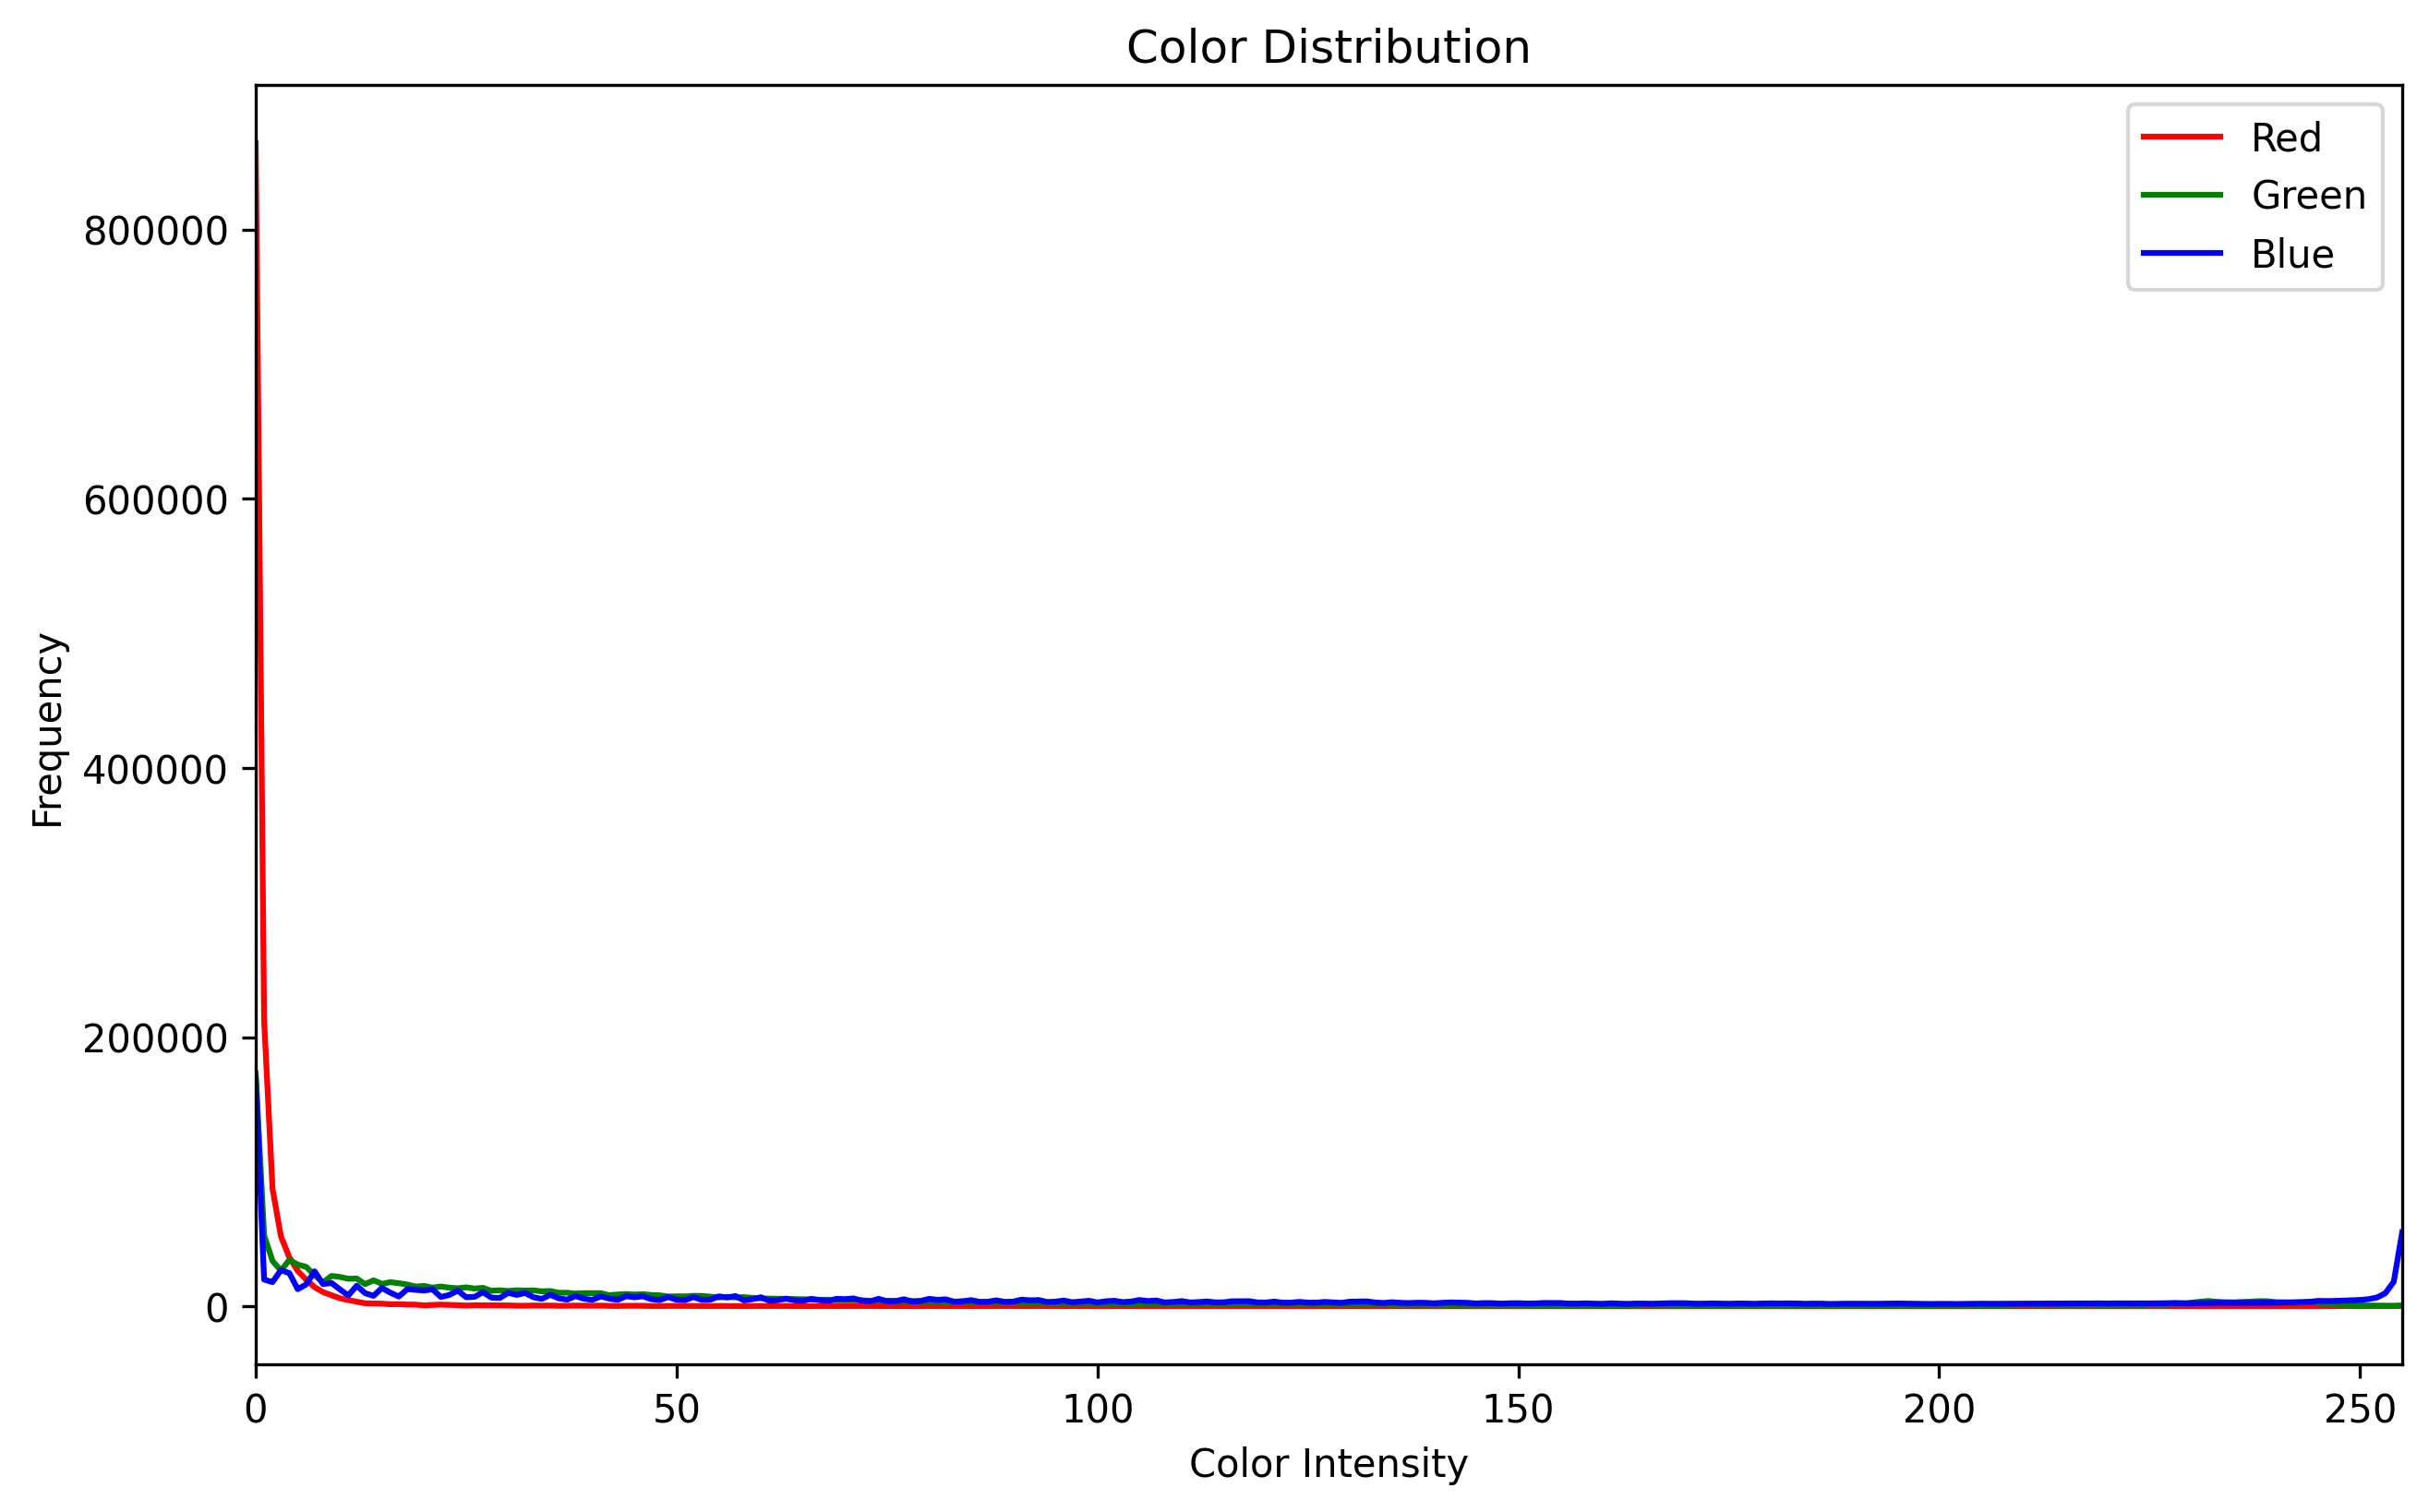 Color Distribution
Red
Green
Blue
800000
600000
400000
200000
0
Frequency
0 50 100 150 200 250
Color Intensity